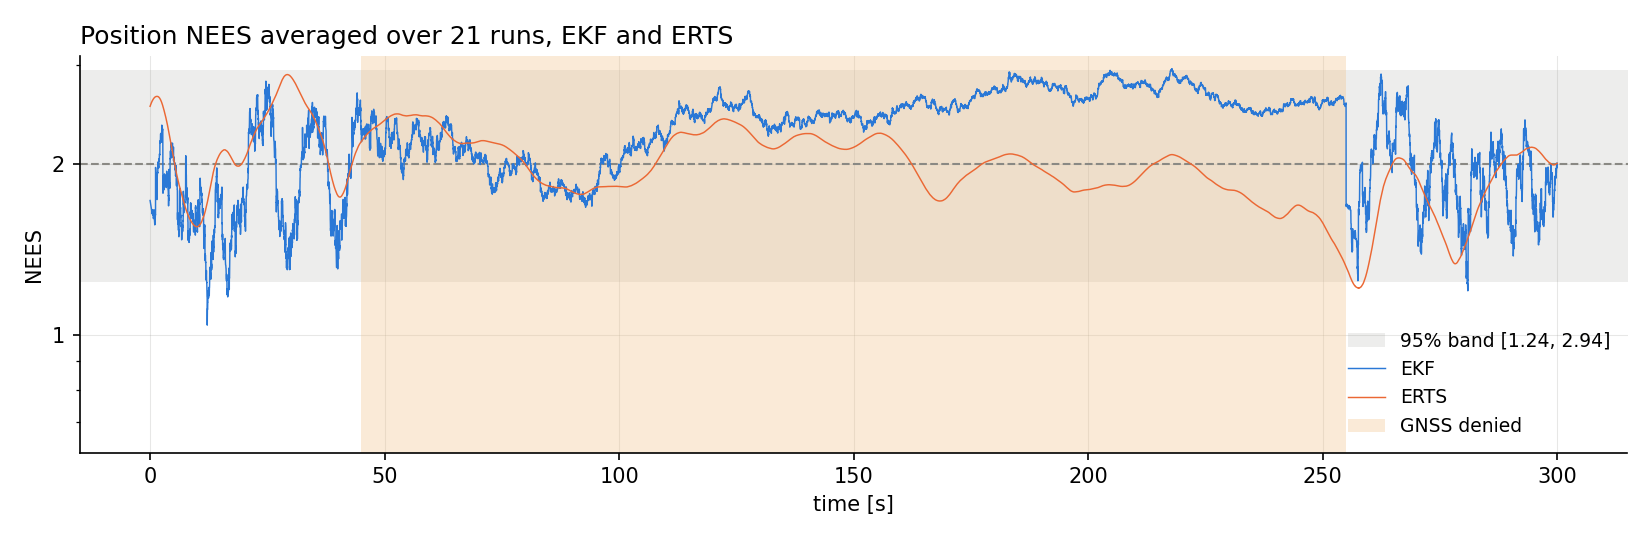 Position NEES averaged over 21 runs, EKF and ERTS
NEES
2
1
95% band [1.24, 2.94]
EKF
ERTS
GNSS denied
0 50 100 150 200 250 300
time [s]